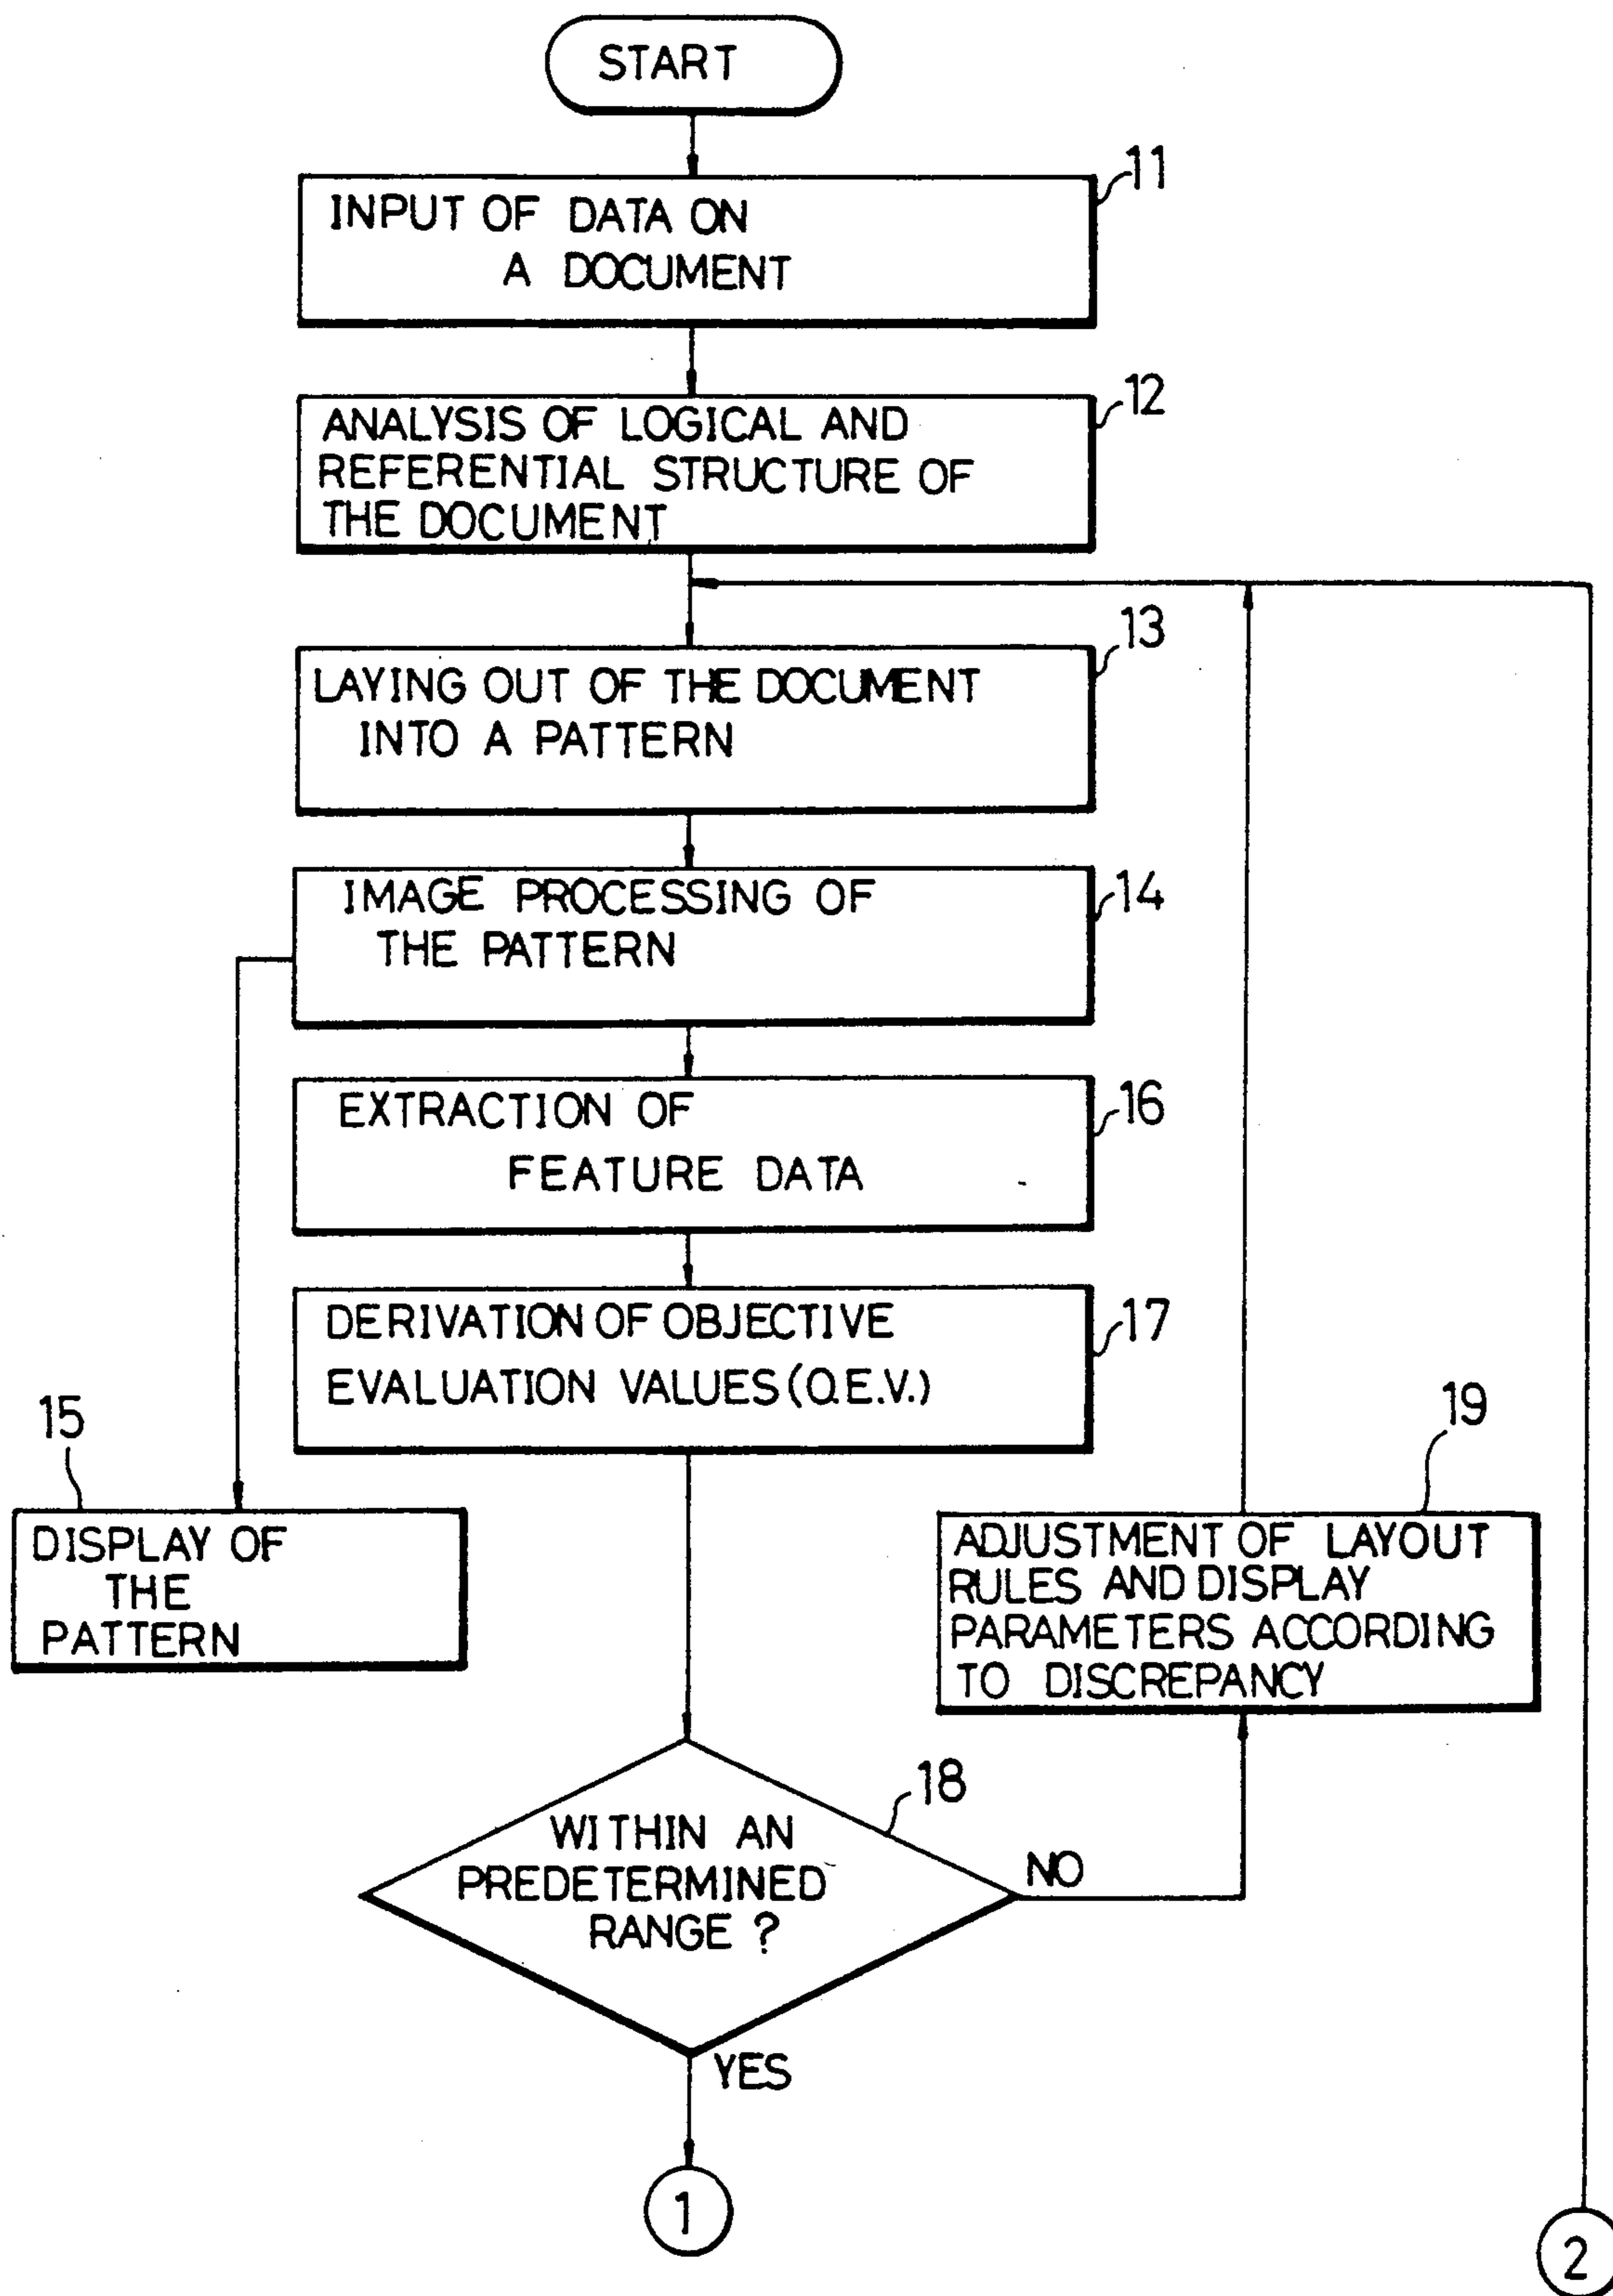 START
11
INPUT OF DATA ON
A DOCUMENT
12
ANALYSIS OF LOGICAL AND
REFERENTIAL STRUCTURE OF
THE DOCUMENT
13
LAYING OUT OF THE DOCUMENT
INTO A PATTERN
14
IMAGE PROCESSING OF
THE PATTERN
16
EXTRACTION OF
FEATURE DATA
17
DERIVATION OF OBJECTIVE
EVALUATION VALUES (O.E.V.)
15
DISPLAY OF
THE
PATTERN
19
ADJUSTMENT OF LAYOUT
RULES AND DISPLAY
PARAMETERS ACCORDING
TO DISCREPANCY
18
WITHIN AN
PREDETERMINED
RANGE ?
NO
YES
1
2